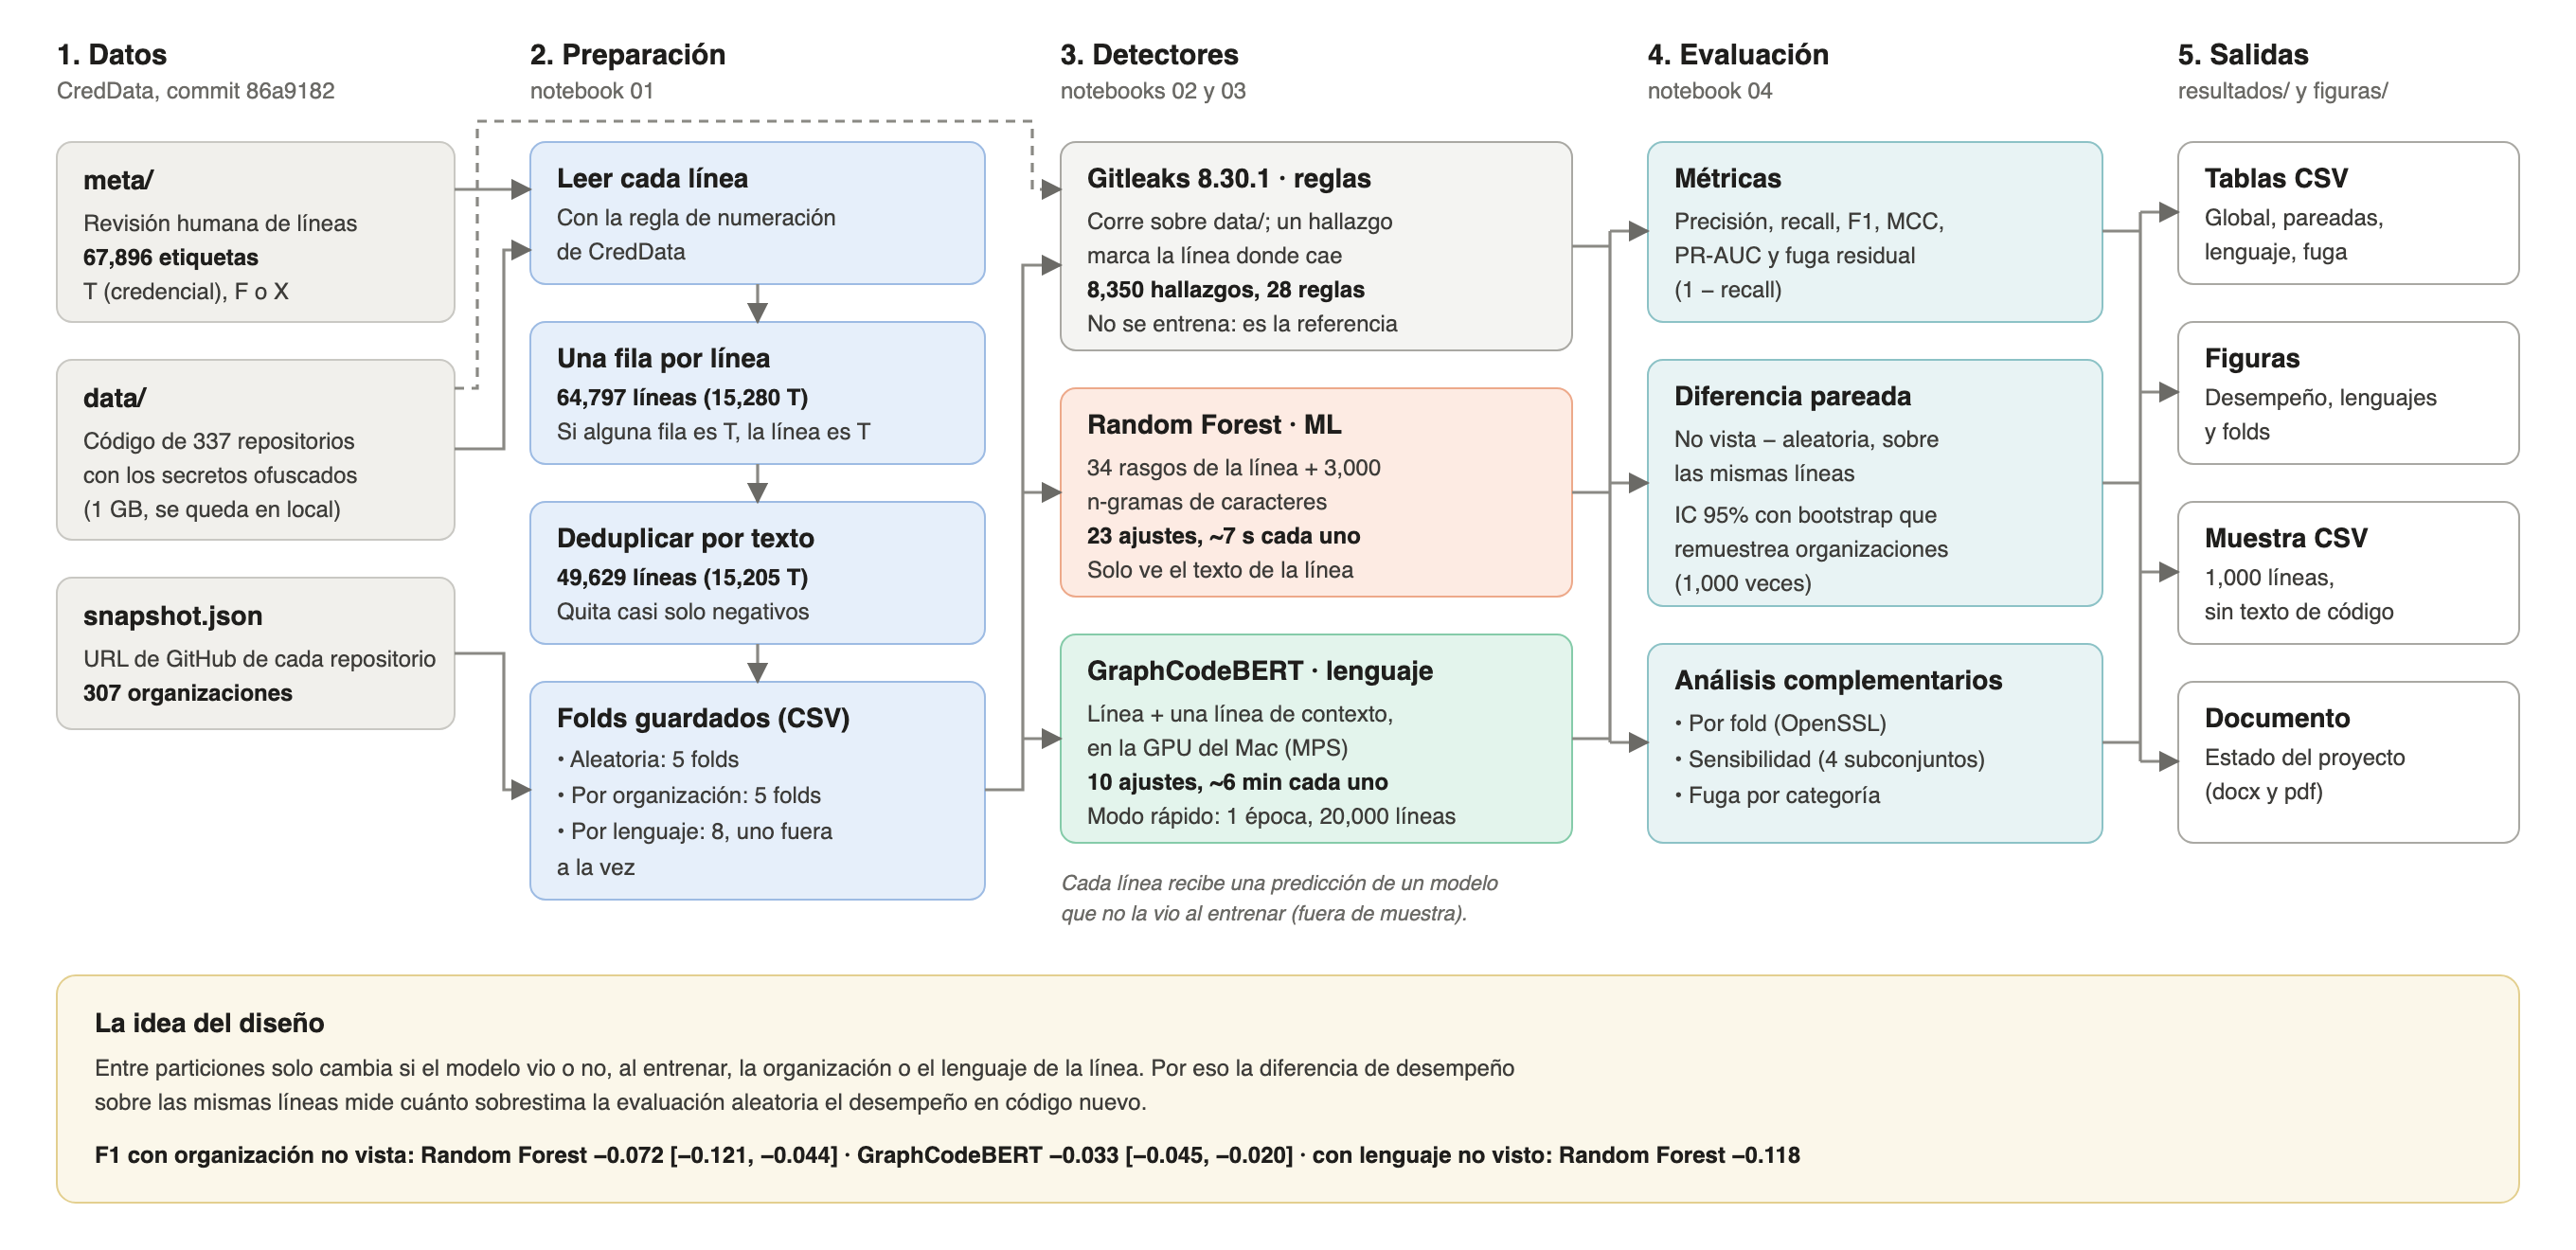 1. Datos
CredData, commit 86a9182
meta/
Revisión humana de líneas
67,896 etiquetas
T (credencial), F o X
data/
Código de 337 repositorios
con los secretos ofuscados
(1 GB, se queda en local)
snapshot.json
URL de GitHub de cada repositorio
307 organizaciones
2. Preparación
notebook 01
Leer cada línea
Con la regla de numeración
de CredData
Una fila por línea
64,797 líneas (15,280 T)
Si alguna fila es T, la línea es T
Deduplicar por texto
49,629 líneas (15,205 T)
Quita casi solo negativos
Folds guardados (CSV)
• Aleatoria: 5 folds
• Por organización: 5 folds
• Por lenguaje: 8, uno fuera
a la vez
3. Detectores
notebooks 02 y 03
Gitleaks 8.30.1 · reglas
Corre sobre data/; un hallazgo
marca la línea donde cae
8,350 hallazgos, 28 reglas
No se entrena: es la referencia
Random Forest · ML
34 rasgos de la línea + 3,000
n-gramas de caracteres
23 ajustes, ~7 s cada uno
Solo ve el texto de la línea
GraphCodeBERT · lenguaje
Línea + una línea de contexto,
en la GPU del Mac (MPS)
10 ajustes, ~6 min cada uno
Modo rápido: 1 época, 20,000 líneas
Cada línea recibe una predicción de un modelo
que no la vio al entrenar (fuera de muestra).
4. Evaluación
notebook 04
Métricas
Precisión, recall, F1, MCC,
PR-AUC y fuga residual
(1 − recall)
Diferencia pareada
No vista − aleatoria, sobre
las mismas líneas
IC 95% con bootstrap que
remuestrea organizaciones
(1,000 veces)
Análisis complementarios
• Por fold (OpenSSL)
• Sensibilidad (4 subconjuntos)
• Fuga por categoría
5. Salidas
resultados/ y figuras/
Tablas CSV
Global, pareadas,
lenguaje, fuga
Figuras
Desempeño, lenguajes
y folds
Muestra CSV
1,000 líneas,
sin texto de código
Documento
Estado del proyecto
(docx y pdf)
La idea del diseño
Entre particiones solo cambia si el modelo vio o no, al entrenar, la organización o el lenguaje de la línea. Por eso la diferencia de desempeño
sobre las mismas líneas mide cuánto sobrestima la evaluación aleatoria el desempeño en código nuevo.
F1 con organización no vista: Random Forest −0.072 [−0.121, −0.044] · GraphCodeBERT −0.033 [−0.045, −0.020] · con lenguaje no visto: Random Forest −0.118